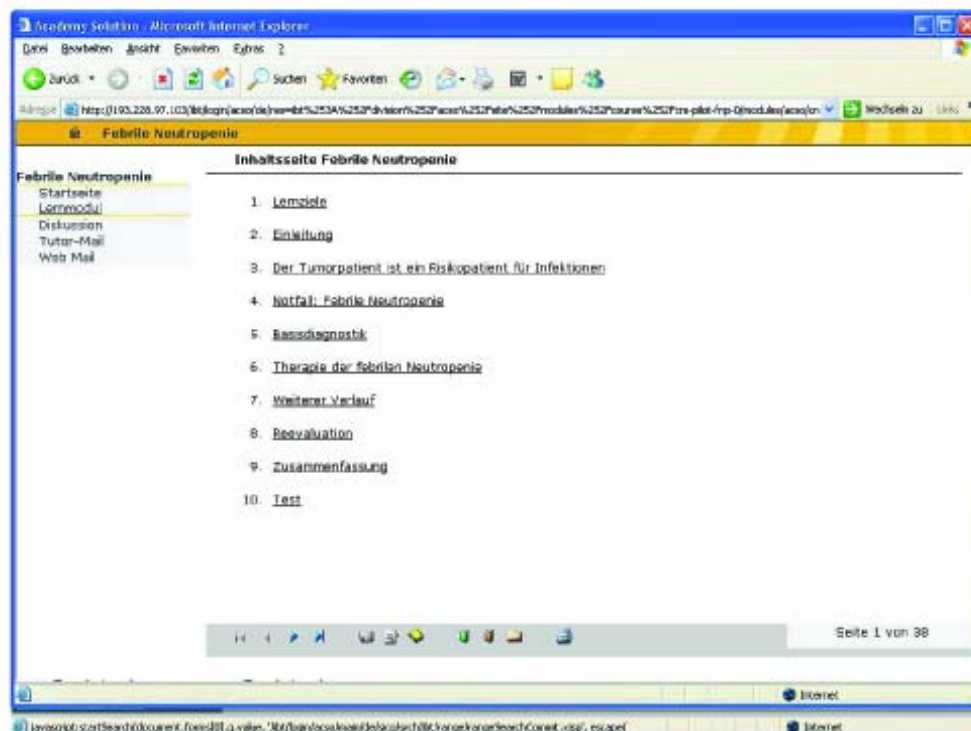 Academy Solution - Microsoft Internet Explorer
Datei Bearbeiten Ansicht Favoriten Extras ?
Zurück Suchen Favoriten
Adresse Wechseln zu Links
Febrile Neutropenie
Inhaltsseite Febrile Neutropenie
Febrile Neutropenie
Startseite
Lernmodul
Diskussion
Tutor-Mail
Web Mail
1. Lernziele
2. Einleitung
3. Der Tumorpatient ist ein Risikopatient für Infektionen
4. Notfall: Febrile Neutropenie
5. Basisdiagnostik
6. Therapie der febrilen Neutropenie
7. Weiterer Verlauf
8. Reevaluation
9. Zusammenfassung
10. Test
Seite 1 von 38
Internet
Internet